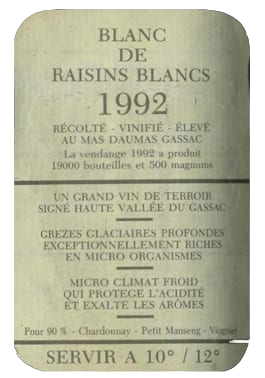 BLANC
DE
RAISINS BLANCS
1992
RÉCOLTÉ - VINIFIÉ - ÉLEVÉ
AU MAS DAUMAS GASSAC
La vendange 1992 a produit
19000 bouteilles et 500 magnums
UN GRAND VIN DE TERROIR
SIGNÉ HAUTE VALLÉE DU GASSAC
GREZES GLACIAIRES PROFONDES
EXCEPTIONNELLEMENT RICHES
EN MICRO ORGANISMES
MICRO CLIMAT FROID
QUI PROTEGE L'ACIDITÉ
ET EXALTE LES ARÔMES
Pour 90 % - Chardonnay - Petit Manseng - Viognier
SERVIR A 10° / 12°